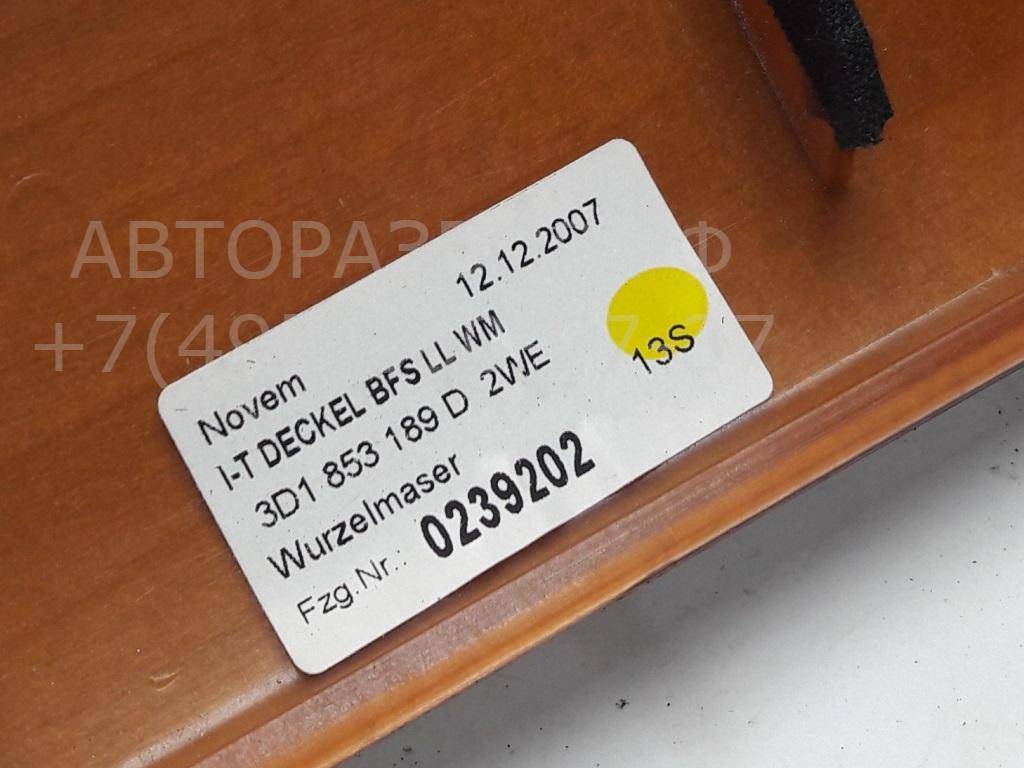 12.12.2007
Novem
I-T DECKEL BFS LL WM
3D1 853 189 D 2WE
13S
Wurzelmaser
Fzg.Nr.: 0239202